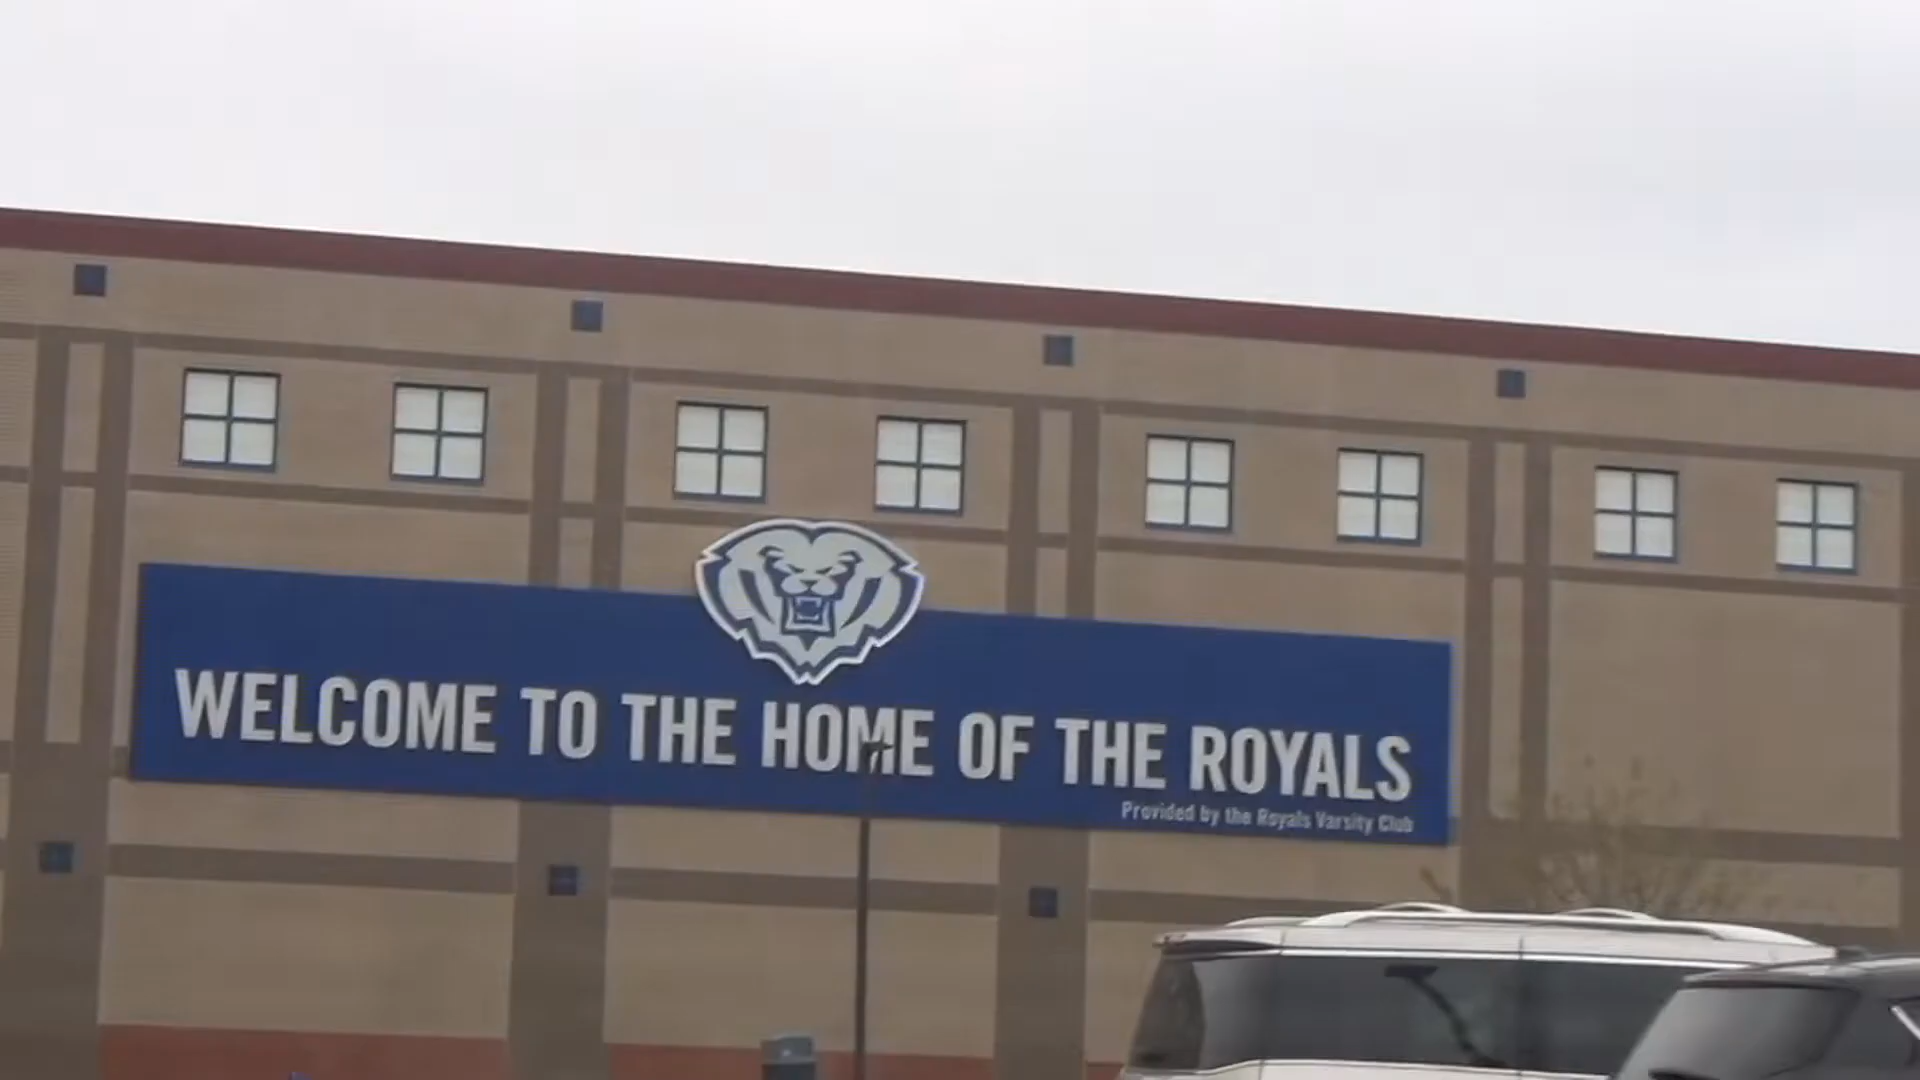 WELCOME TO THE HOME OF THE ROYALS
Provided by the Royals Varsity Club